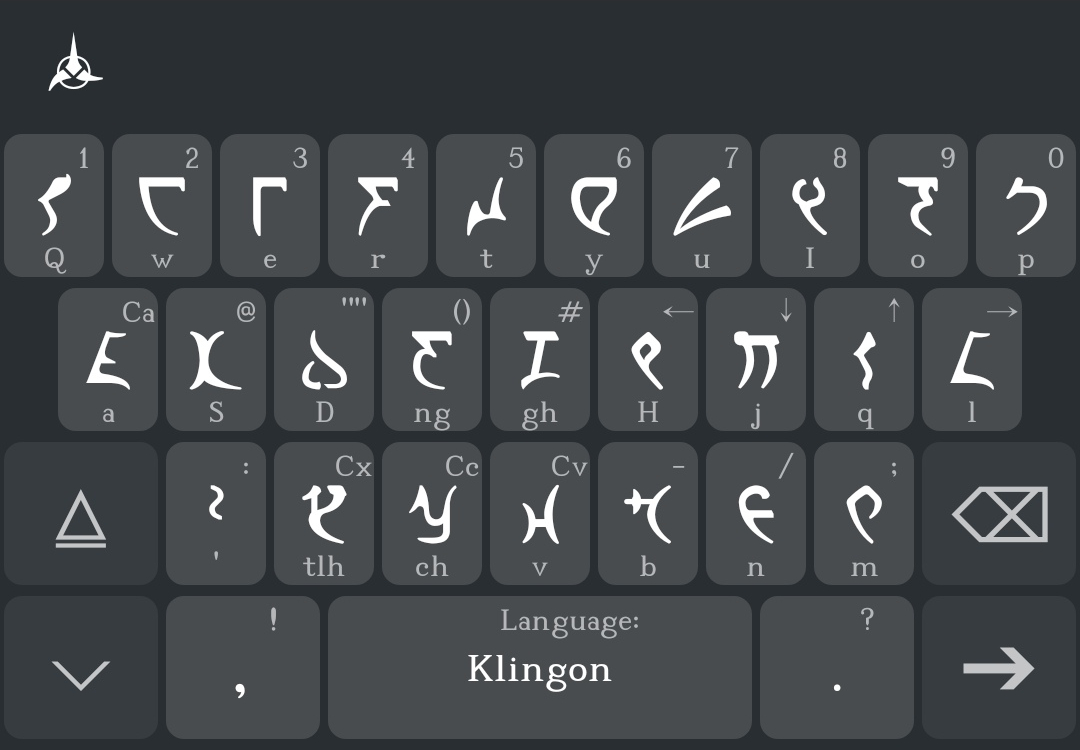 1 2 3 4 5 6 7 8 9 0
      
Q w e r t y u I o p
Ca @ """" () # ← ↓ ↑ →
        
a S D ng gh H j q l
: Cx Cc Cv - / ;
      
' tlh ch v b n m
! Language: ?
, Klingon .